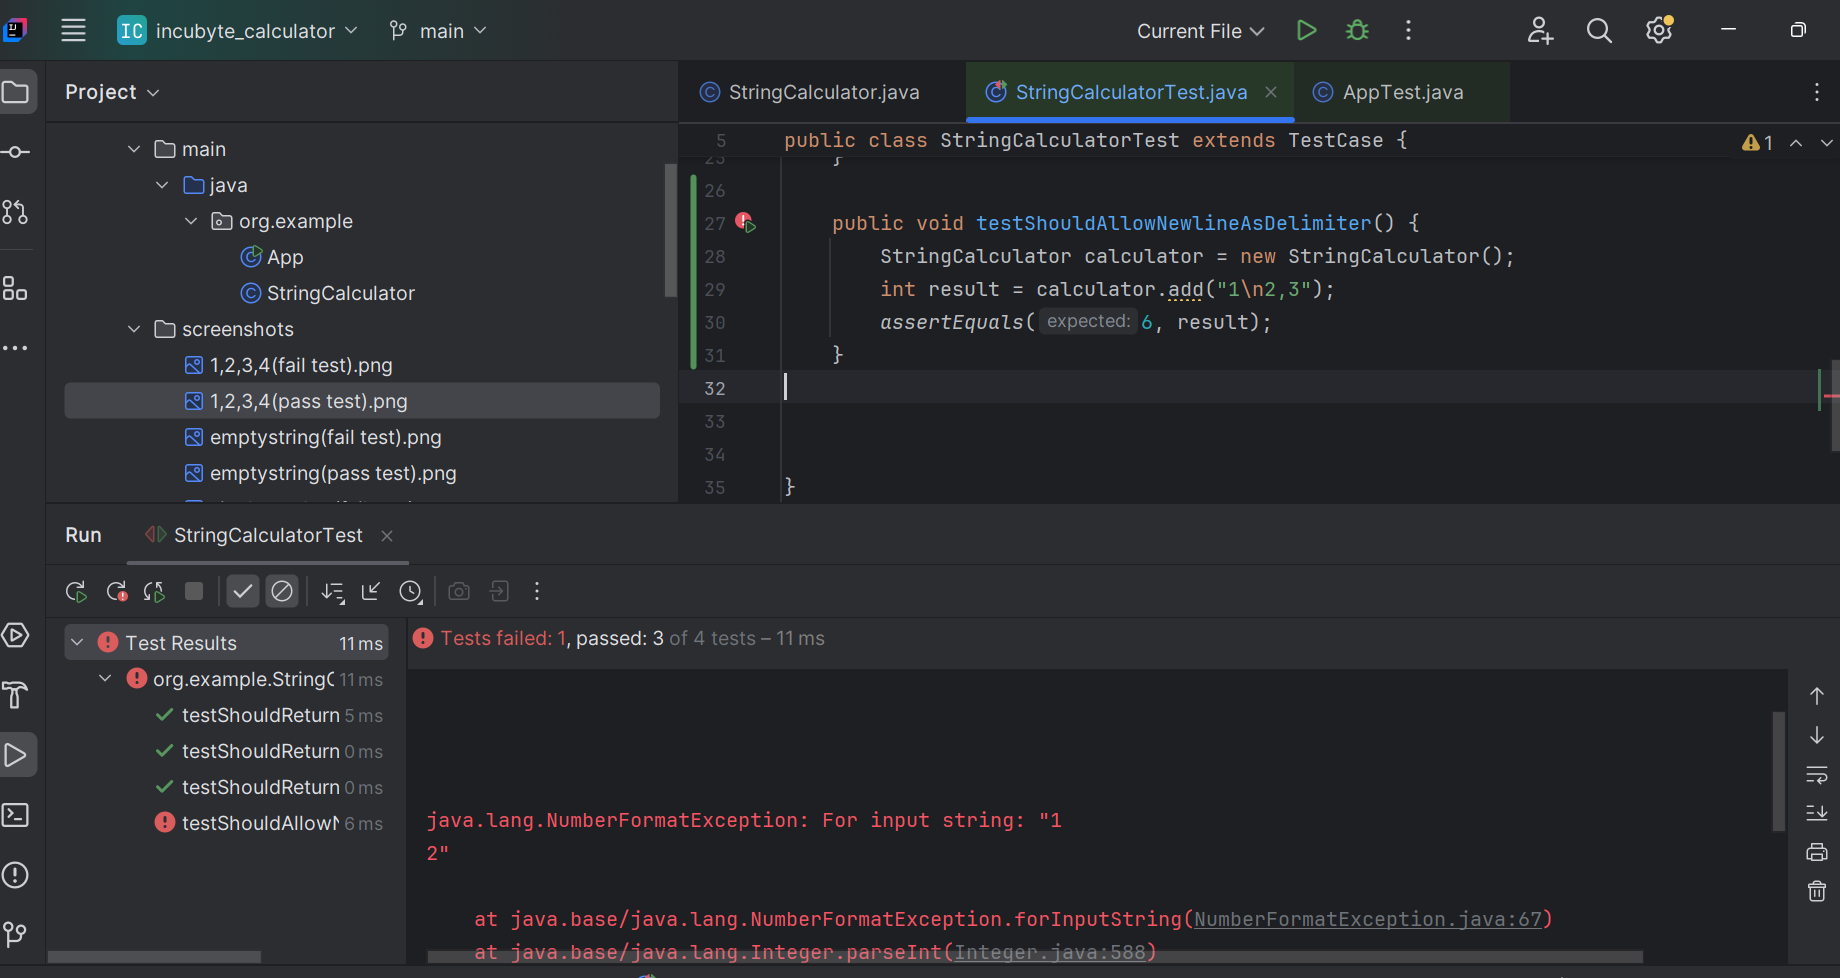 IC incubyte_calculator main Current File
Project
main
java
org.example
App
StringCalculator
screenshots
1,2,3,4(fail test).png
1,2,3,4(pass test).png
emptystring(fail test).png
emptystring(pass test).png
StringCalculator.java StringCalculatorTest.java AppTest.java
5 public class StringCalculatorTest extends TestCase { 1
25 }
26
27 public void testShouldAllowNewlineAsDelimiter() {
28 StringCalculator calculator = new StringCalculator();
29 int result = calculator.add("1\n2,3");
30 assertEquals( expected: 6, result);
31 }
32
33
34
35 }
Run StringCalculatorTest
Test Results 11 ms
org.example.StringC 11 ms
testShouldReturn 5 ms
testShouldReturn 0 ms
testShouldReturn 0 ms
testShouldAllow 6 ms
Tests failed: 1, passed: 3 of 4 tests – 11 ms
java.lang.NumberFormatException: For input string: "1
2"
at java.base/java.lang.NumberFormatException.forInputString(NumberFormatException.java:67)
at java.base/java.lang.Integer.parseInt(Integer.java:588)